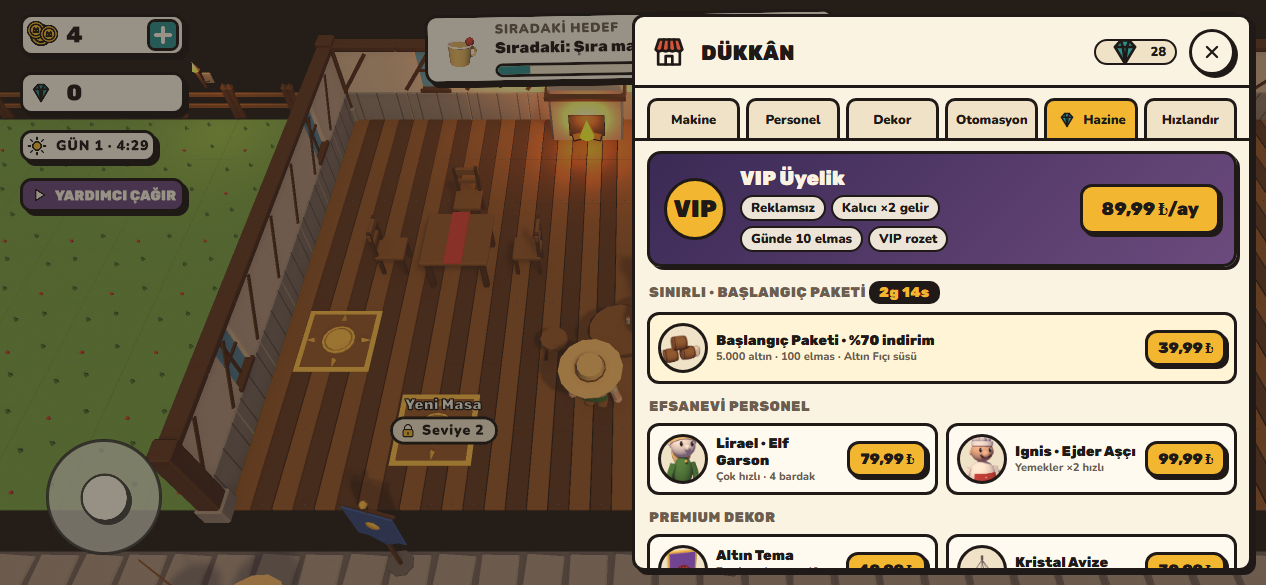 4
0
GÜN 1 · 4:29
YARDIMCI ÇAĞIR
SIRADAKİ HEDEF
Sıradaki: Şıra ma
Yeni Masa
Seviye 2
DÜKKÂN
28
Makine
Personel
Dekor
Otomasyon
Hazine
Hızlandır
VIP
VIP Üyelik
Reklamsız
Kalıcı ×2 gelir
Günde 10 elmas
VIP rozet
89,99 ₺/ay
SINIRLI · BAŞLANGIÇ PAKETİ 2g 14s
Başlangıç Paketi · %70 indirim
5.000 altın · 100 elmas · Altın Fıçı süsü
39,99 ₺
EFSANEVİ PERSONEL
Lirael · Elf
Garson
Çok hızlı · 4 bardak
79,99 ₺
Ignis · Ejder Aşçı
Yemekler ×2 hızlı
99,99 ₺
PREMIUM DEKOR
Altın Tema
Kristal Avize